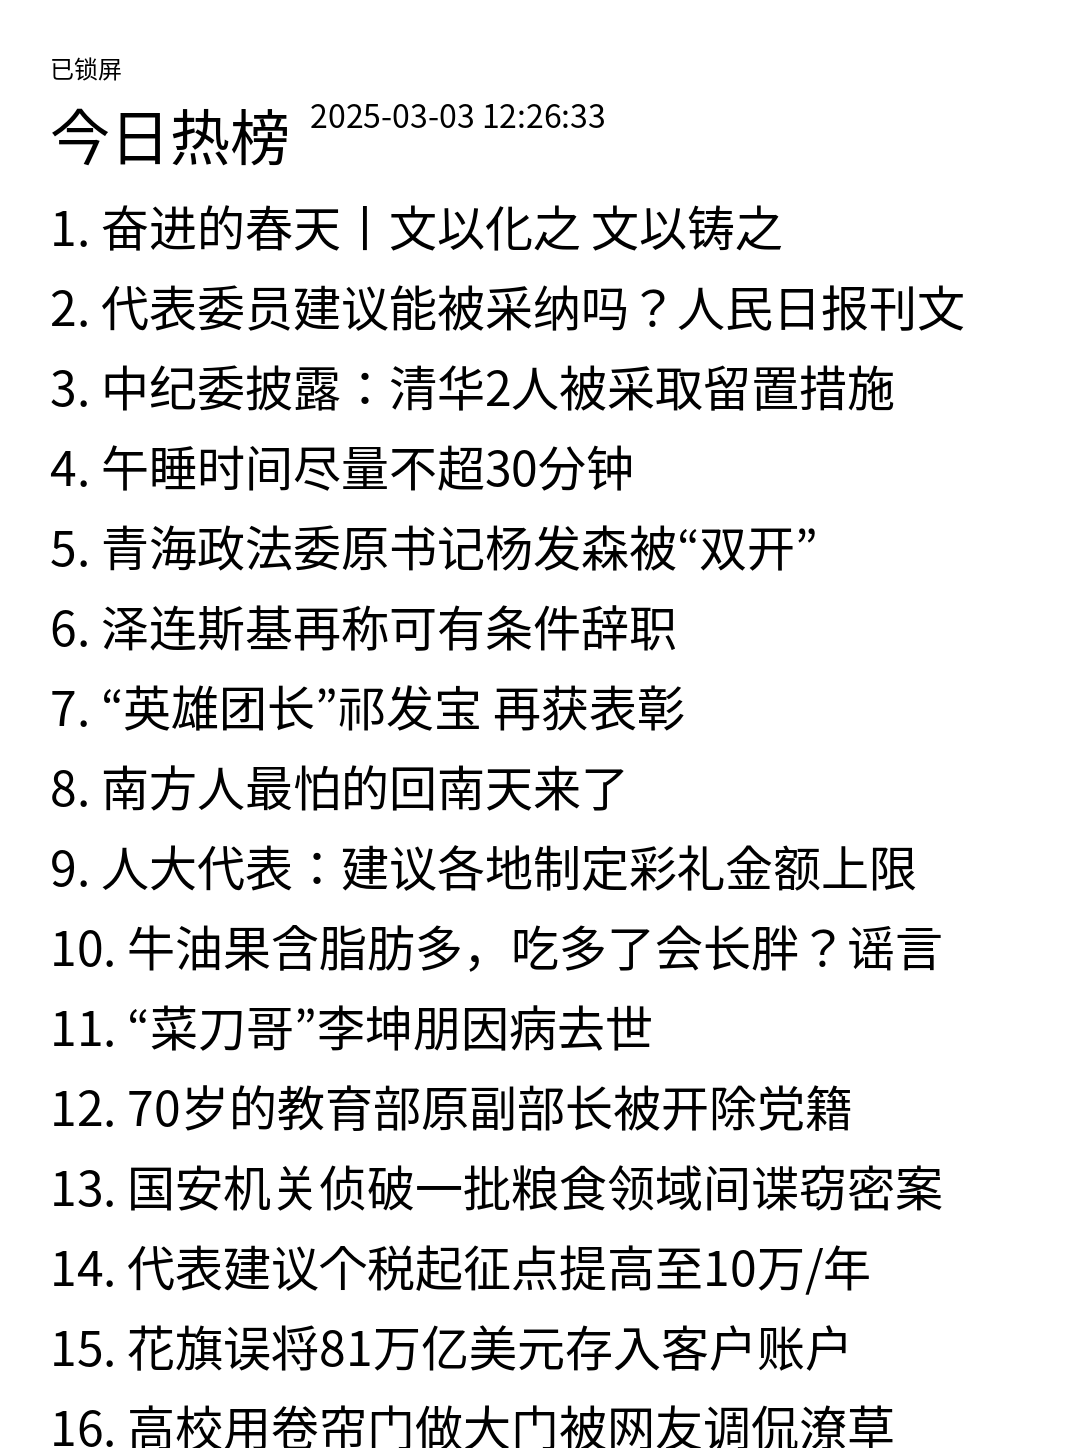 已锁屏
今日热榜 2025-03-03 12:26:33
1. 奋进的春天丨文以化之 文以铸之
2. 代表委员建议能被采纳吗？人民日报刊文
3. 中纪委披露：清华2人被采取留置措施
4. 午睡时间尽量不超30分钟
5. 青海政法委原书记杨发森被“双开”
6. 泽连斯基再称可有条件辞职
7. “英雄团长”祁发宝 再获表彰
8. 南方人最怕的回南天来了
9. 人大代表：建议各地制定彩礼金额上限
10. 牛油果含脂肪多，吃多了会长胖？谣言
11. “菜刀哥”李坤朋因病去世
12. 70岁的教育部原副部长被开除党籍
13. 国安机关侦破一批粮食领域间谍窃密案
14. 代表建议个税起征点提高至10万/年
15. 花旗误将81万亿美元存入客户账户
16. 高校用卷帘门做大门被网友调侃潦草